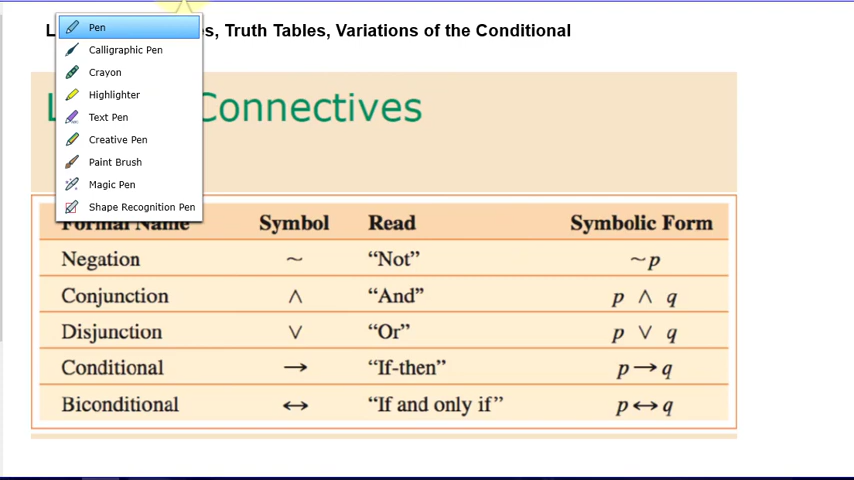 L s, Truth Tables, Variations of the Conditional
Pen
Calligraphic Pen
Crayon
Highlighter
Text Pen
Creative Pen
Paint Brush
Magic Pen
Shape Recognition Pen
L Connectives
Formal Name Symbol Read Symbolic Form
Negation ~ “Not” ~p
Conjunction ∧ “And” p ∧ q
Disjunction ∨ “Or” p ∨ q
Conditional → “If-then” p → q
Biconditional ↔ “If and only if” p ↔ q